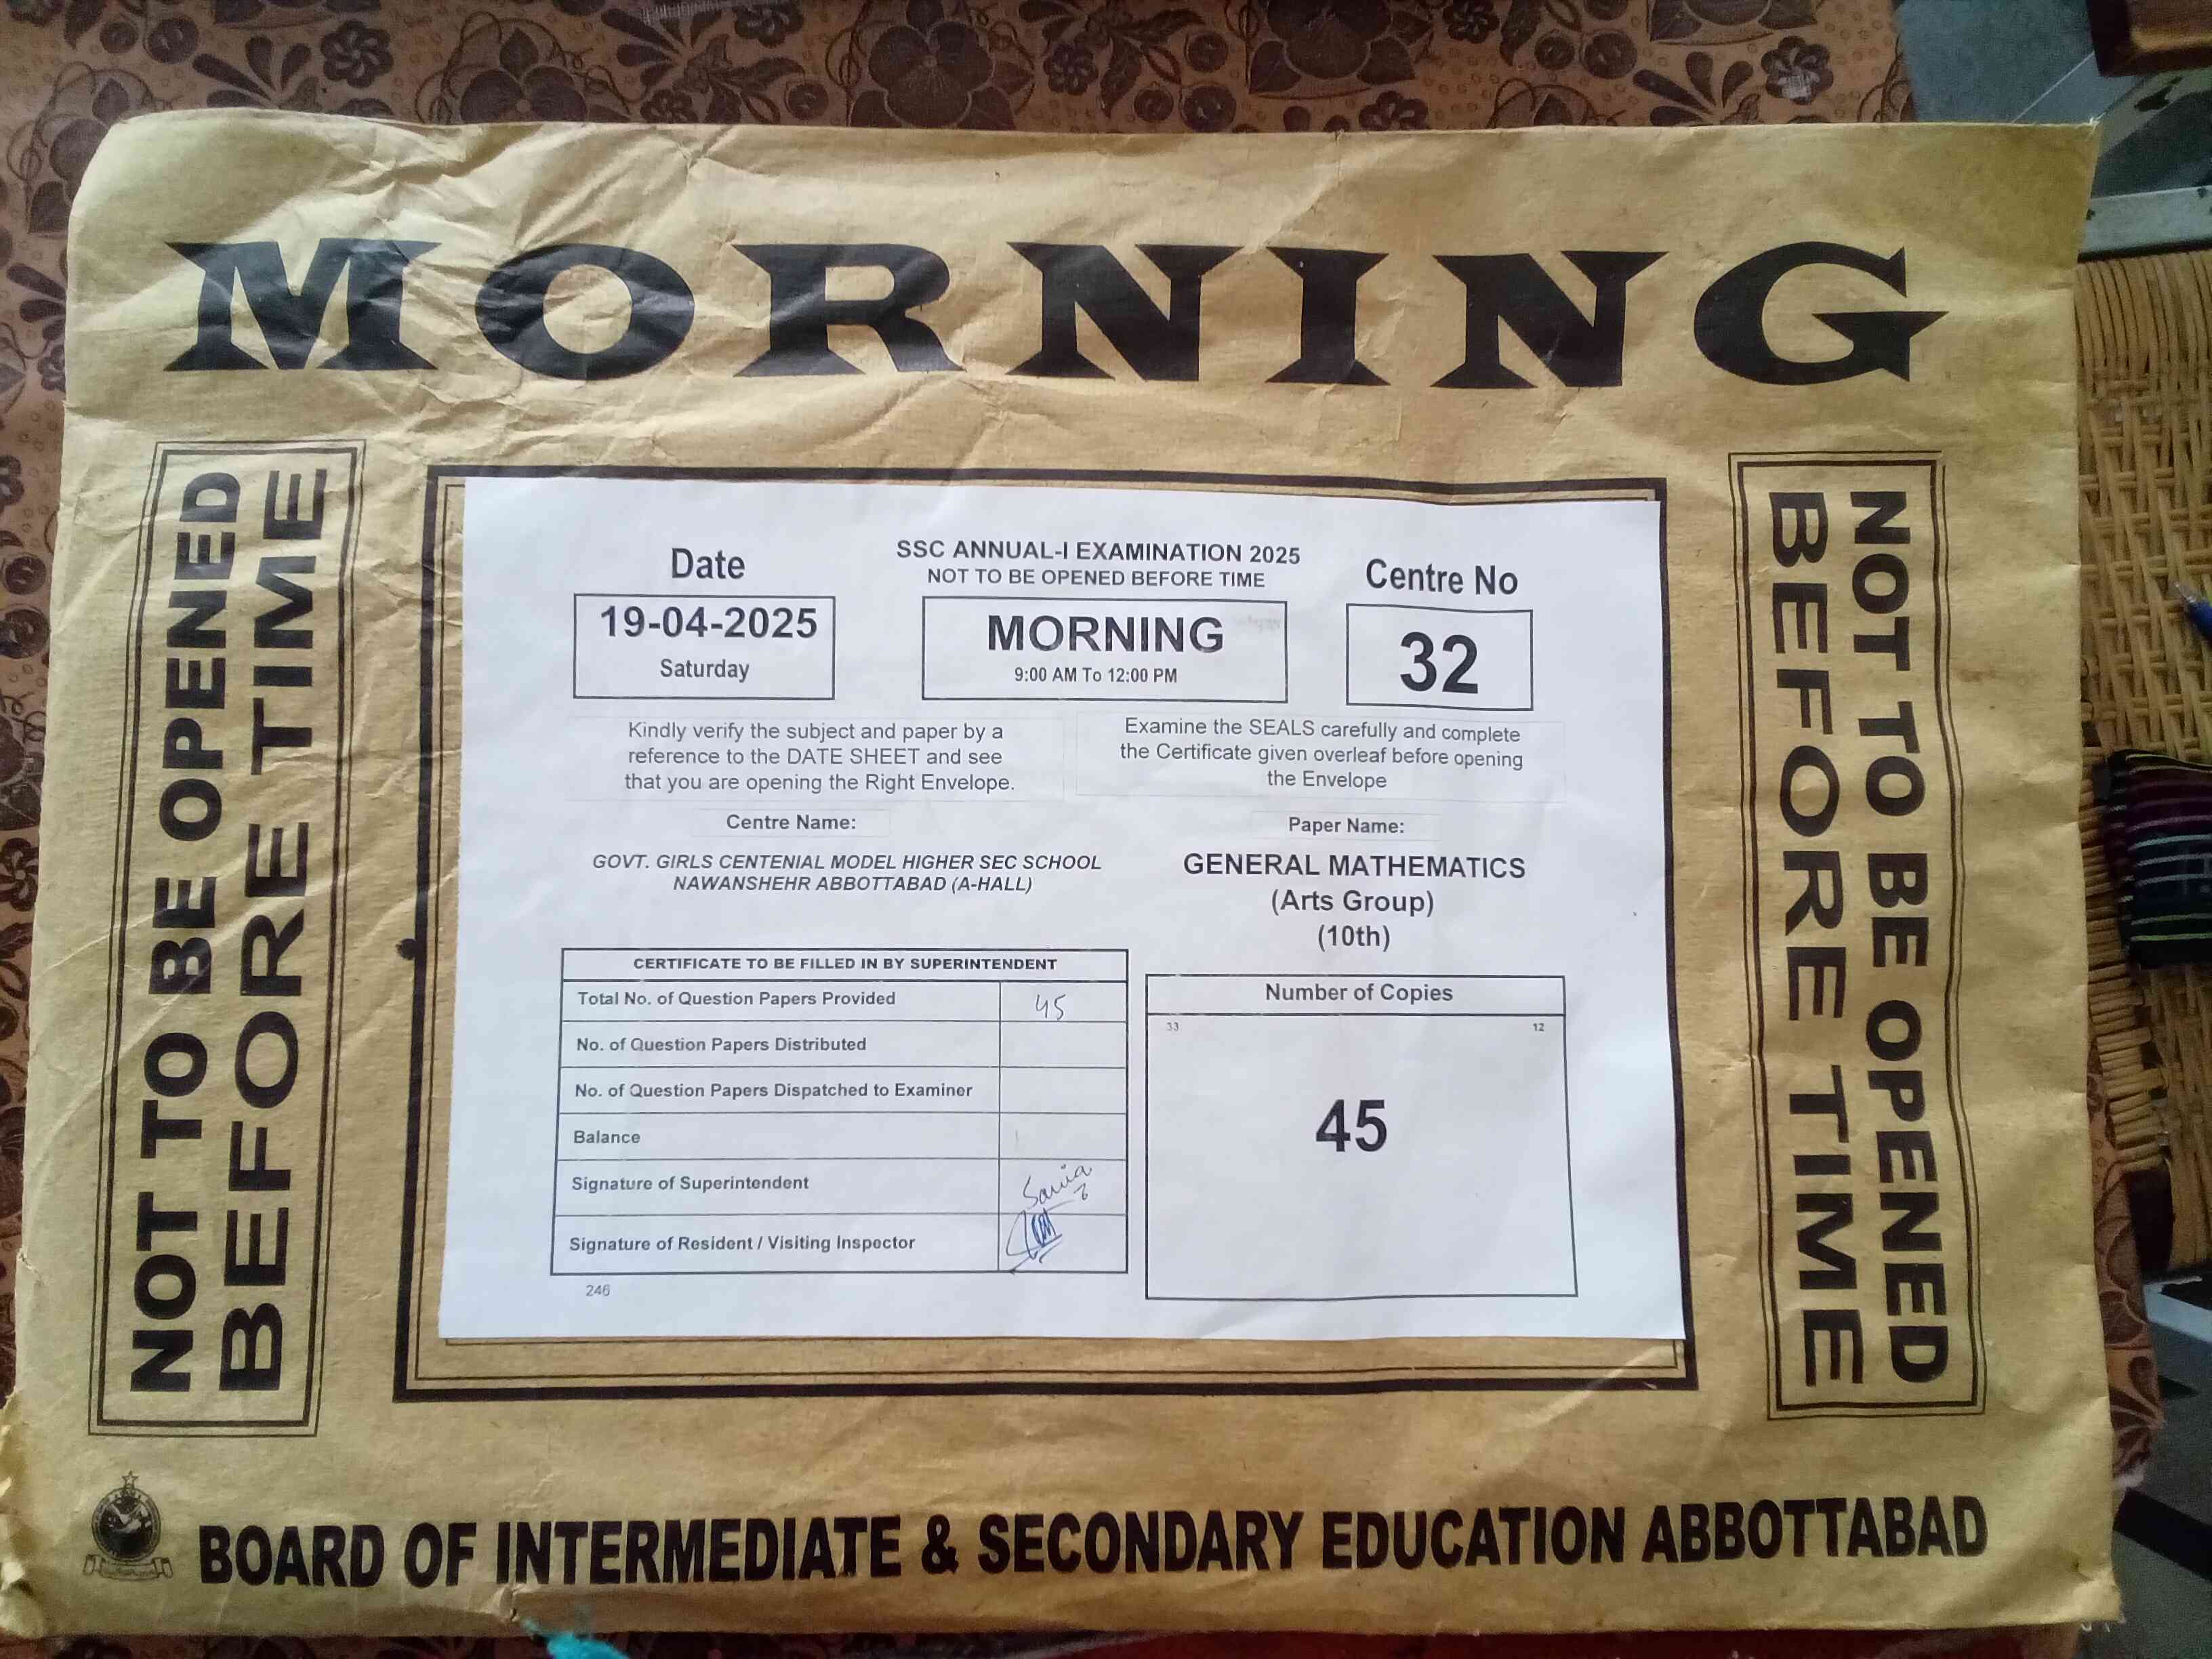 MORNING
NOT TO BE OPENED
BEFORE TIME
Date
19-04-2025
Saturday
SSC ANNUAL-I EXAMINATION 2025
NOT TO BE OPENED BEFORE TIME
MORNING
9:00 AM To 12:00 PM
Centre No
32
Kindly verify the subject and paper by a
reference to the DATE SHEET and see
that you are opening the Right Envelope.
Examine the SEALS carefully and complete
the Certificate given overleaf before opening
the Envelope
Centre Name:
GOVT. GIRLS CENTENIAL MODEL HIGHER SEC SCHOOL
NAWANSHEHR ABBOTTABAD (A-HALL)
Paper Name:
GENERAL MATHEMATICS
(Arts Group)
(10th)
CERTIFICATE TO BE FILLED IN BY SUPERINTENDENT
Total No. of Question Papers Provided 45
No. of Question Papers Distributed
No. of Question Papers Dispatched to Examiner
Balance
Signature of Superintendent Samia
Signature of Resident / Visiting Inspector
246
Number of Copies
33 12
45
NOT TO BE OPENED
BEFORE TIME
BOARD OF INTERMEDIATE & SECONDARY EDUCATION ABBOTTABAD